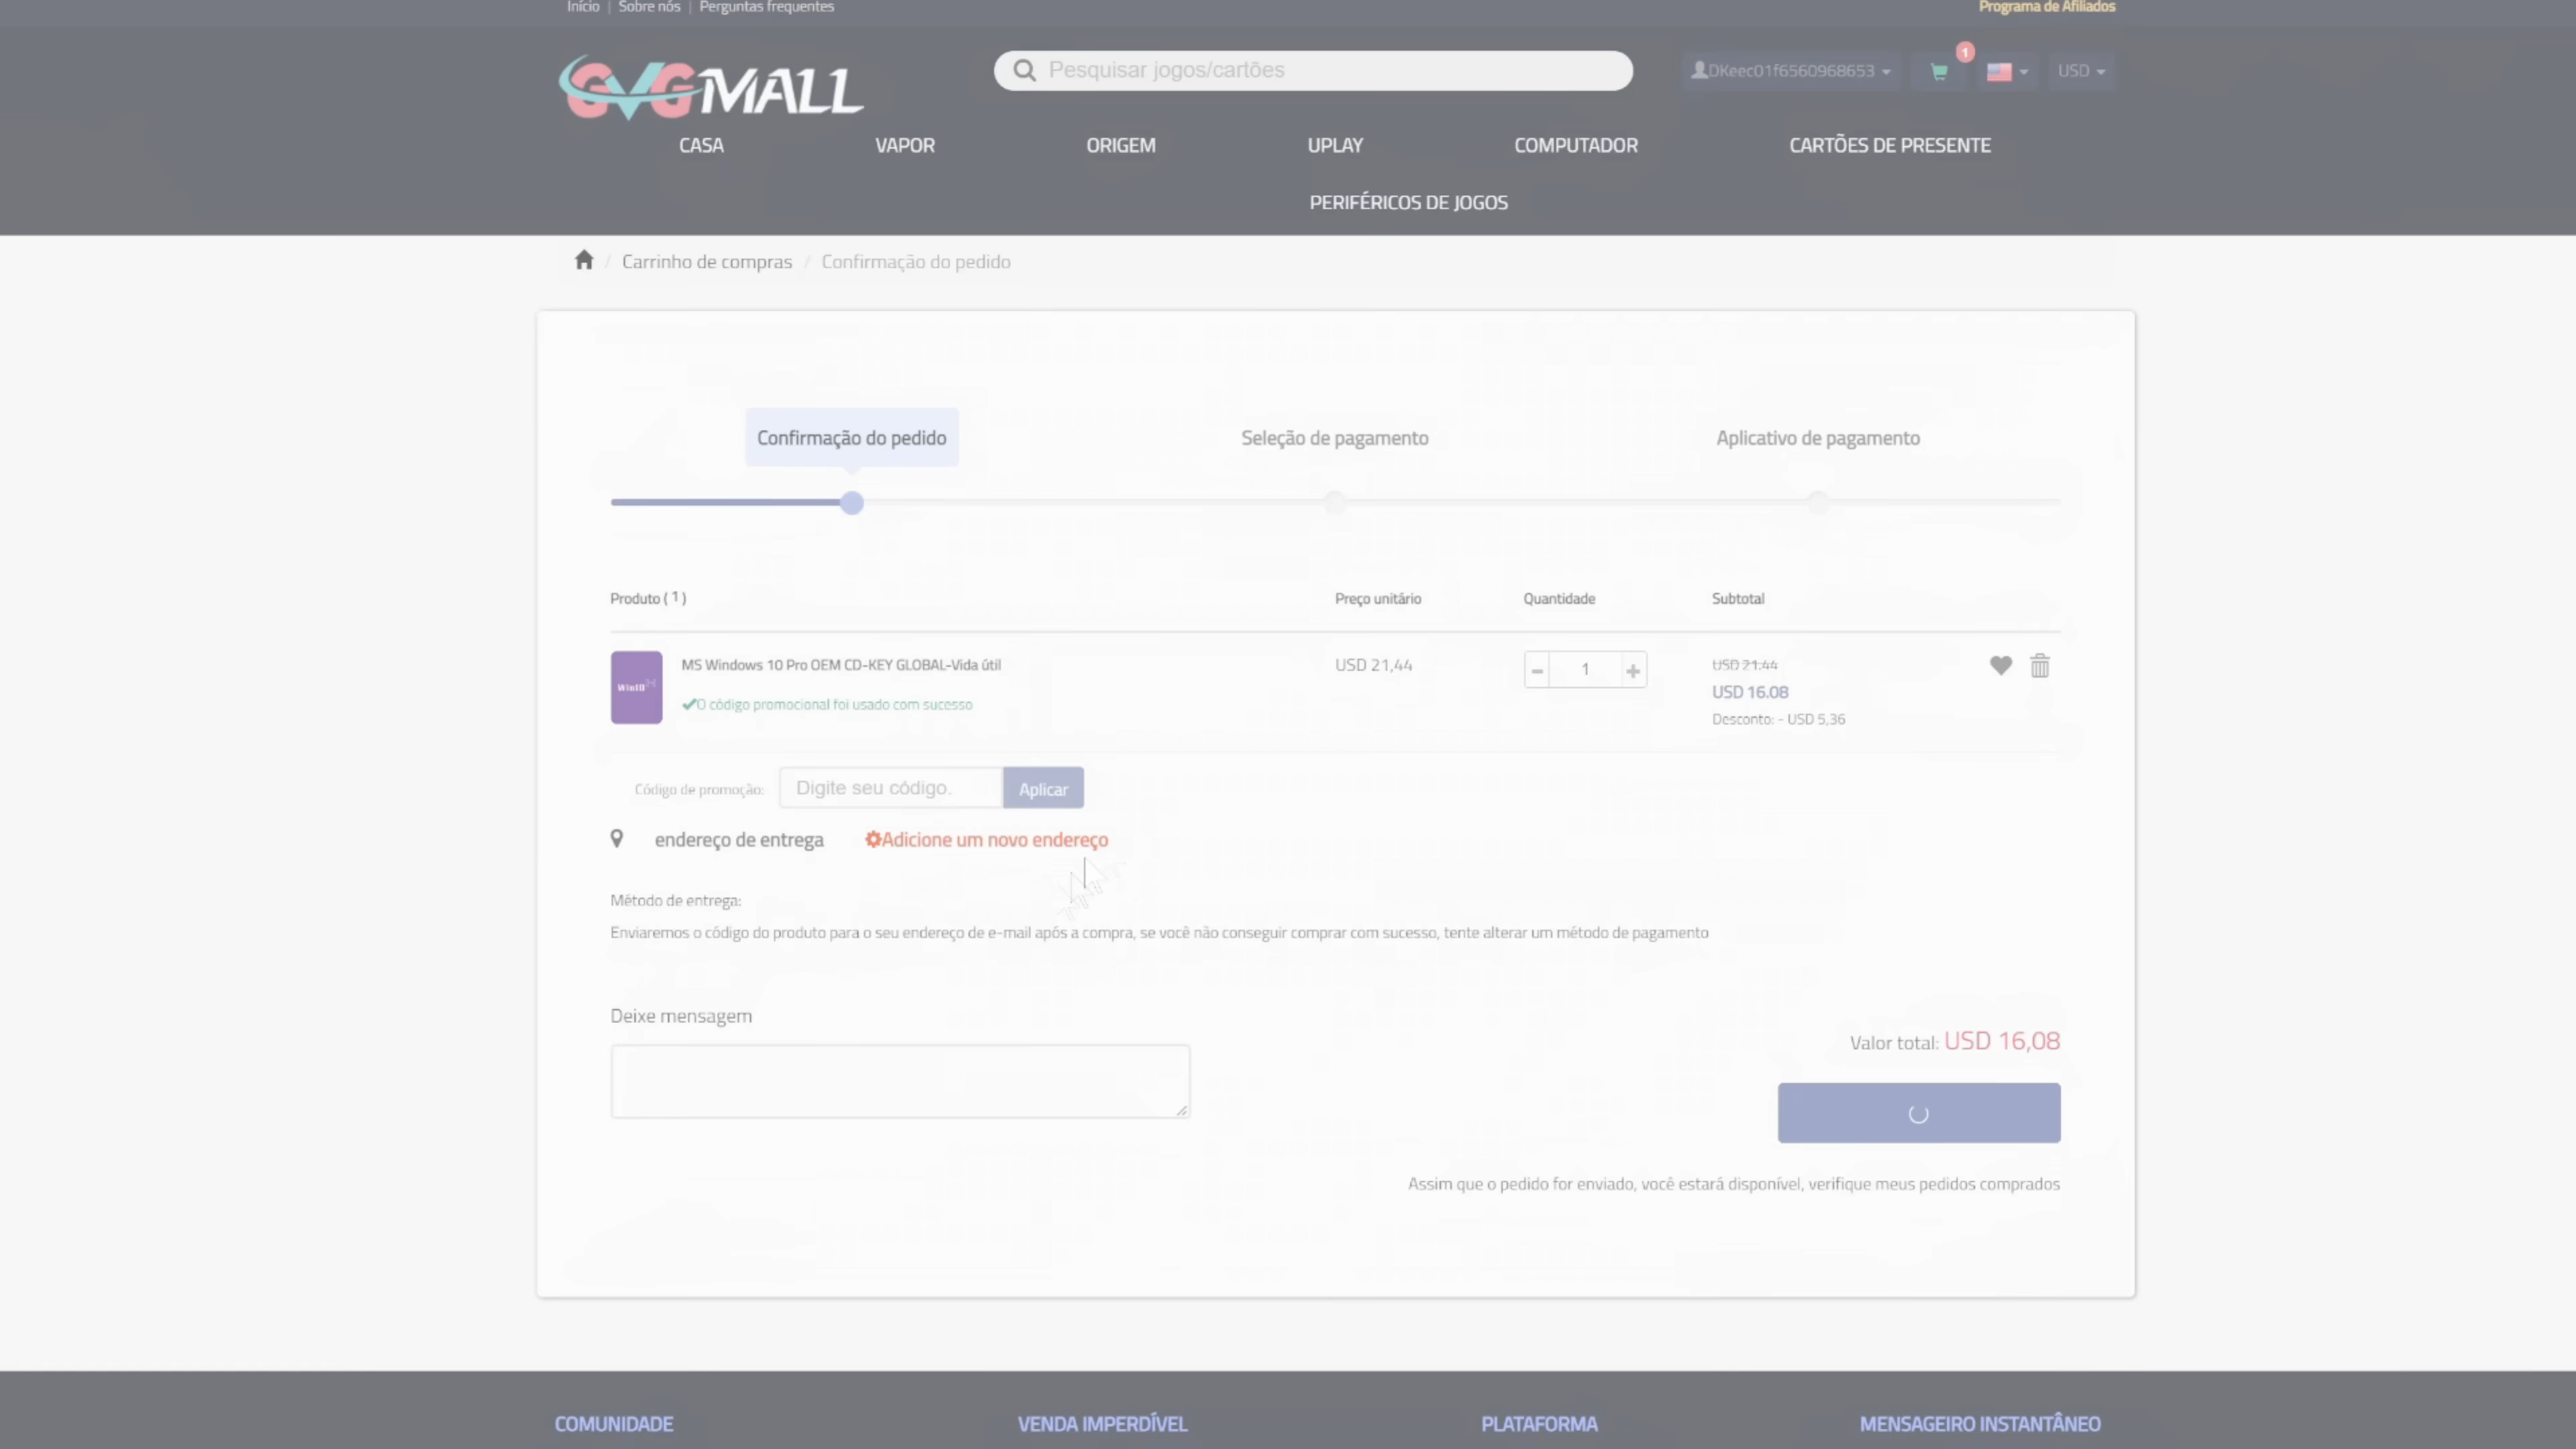 Início | Sobre nós | Perguntas frequentes
Programa de Afiliados
GVGMALL
Pesquisar jogos/cartões
DKeec01f6560968653
1
USD
CASA
VAPOR
ORIGEM
UPLAY
COMPUTADOR
CARTÕES DE PRESENTE
PERIFÉRICOS DE JOGOS
/ Carrinho de compras / Confirmação do pedido
Confirmação do pedido
Seleção de pagamento
Aplicativo de pagamento
Produto ( 1 )
Preço unitário
Quantidade
Subtotal
Win10
MS Windows 10 Pro OEM CD-KEY GLOBAL-Vida útil
USD 21,44
1
USD 21.44
USD 16.08
O código promocional foi usado com sucesso
Desconto: - USD 5,36
Código de promoção:
Digite seu código.
Aplicar
endereço de entrega
Adicione um novo endereço
Método de entrega:
Enviaremos o código do produto para o seu endereço de e-mail após a compra, se você não conseguir comprar com sucesso, tente alterar um método de pagamento
Deixe mensagem
Valor total: USD 16,08
Assim que o pedido for enviado, você estará disponível, verifique meus pedidos comprados
COMUNIDADE
VENDA IMPERDÍVEL
PLATAFORMA
MENSAGEIRO INSTANTÂNEO